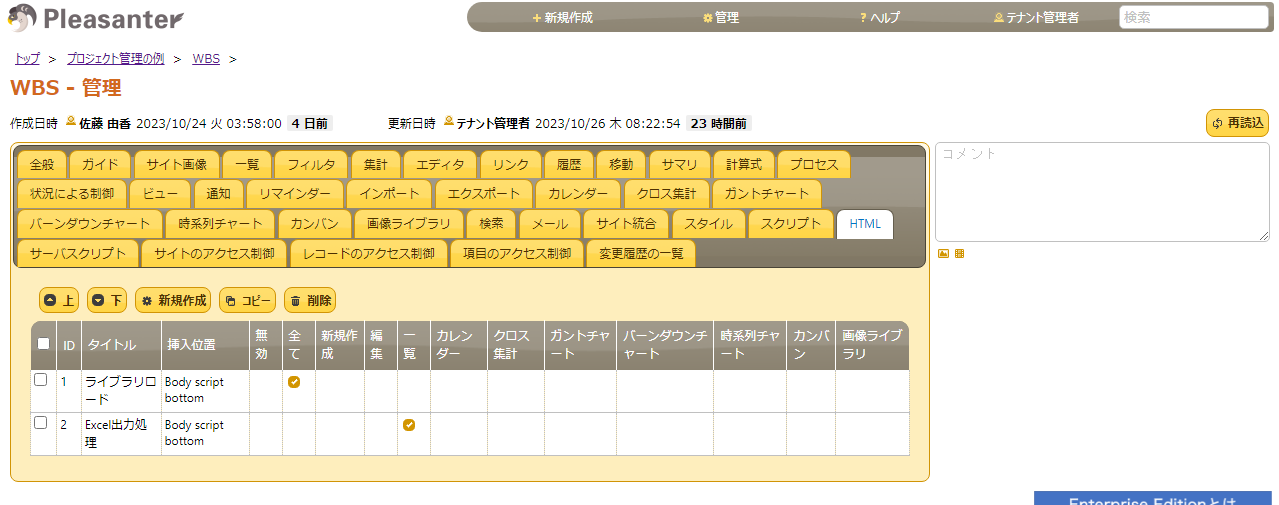 Pleasanter
新規作成 管理 ヘルプ テナント管理者 検索
トップ > プロジェクト管理の例 > WBS >
WBS - 管理
作成日時 佐藤 由香 2023/10/24 火 03:58:00 4 日前 更新日時 テナント管理者 2023/10/26 木 08:22:54 23 時間前 再読込
全般 ガイド サイト画像 一覧 フィルタ 集計 エディタ リンク 履歴 移動 サマリ 計算式 プロセス
状況による制御 ビュー 通知 リマインダー インポート エクスポート カレンダー クロス集計 ガントチャート
バーンダウンチャート 時系列チャート カンバン 画像ライブラリ 検索 メール サイト統合 スタイル スクリプト HTML
サーバスクリプト サイトのアクセス制御 レコードのアクセス制御 項目のアクセス制御 変更履歴の一覧
コメント
上 下 新規作成 コピー 削除
ID タイトル 挿入位置 無効 全て 新規作成 編集 一覧 カレンダー クロス集計 ガントチャート バーンダウンチャート 時系列チャート カンバン 画像ライブラリ
1 ライブラリロード Body script bottom
2 Excel出力処理 Body script bottom
Enterprise Editionとは